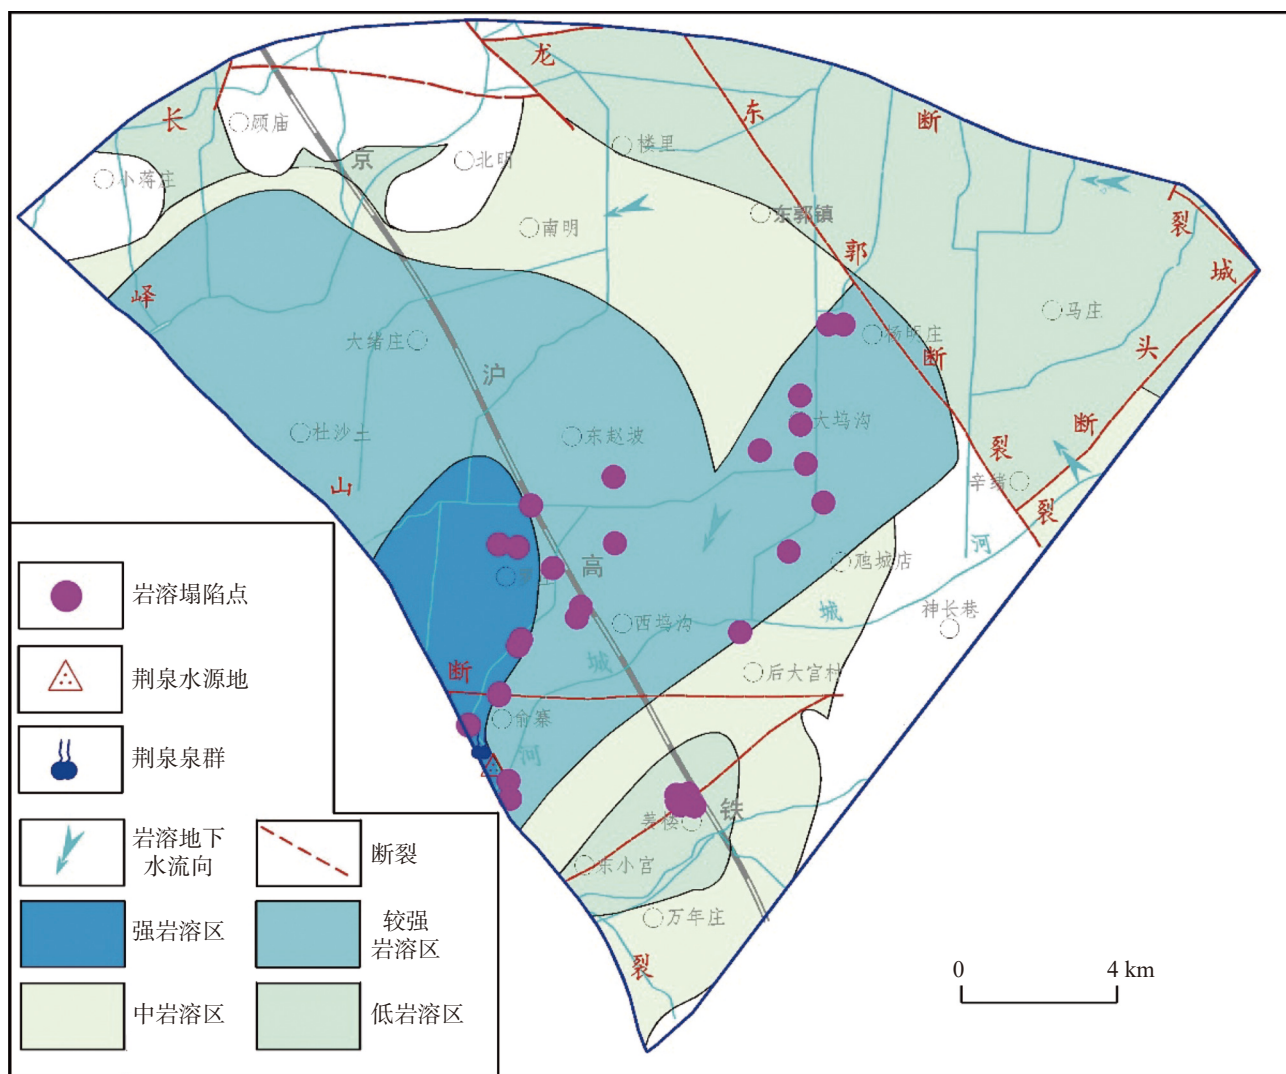 龙
长
东
断
顾庙
京
北明
楼里
小蒋庄
南明
东郭镇
裂
郭
城
峄
马庄
大绪庄
沪
杨明庄
断
头
杜沙土
东赵坡
大坞沟
断
裂
山
辛绪
裂
河
高
鸡城店
神长巷
西坞沟
城
城
断
后大宫村
俞寨
河
铁
姜楼
东小宫
万年庄
裂
岩溶塌陷点
荆泉水源地
荆泉泉群
岩溶地下
水流向
断裂
强岩溶区
较强
岩溶区
中岩溶区
低岩溶区
0
4 km